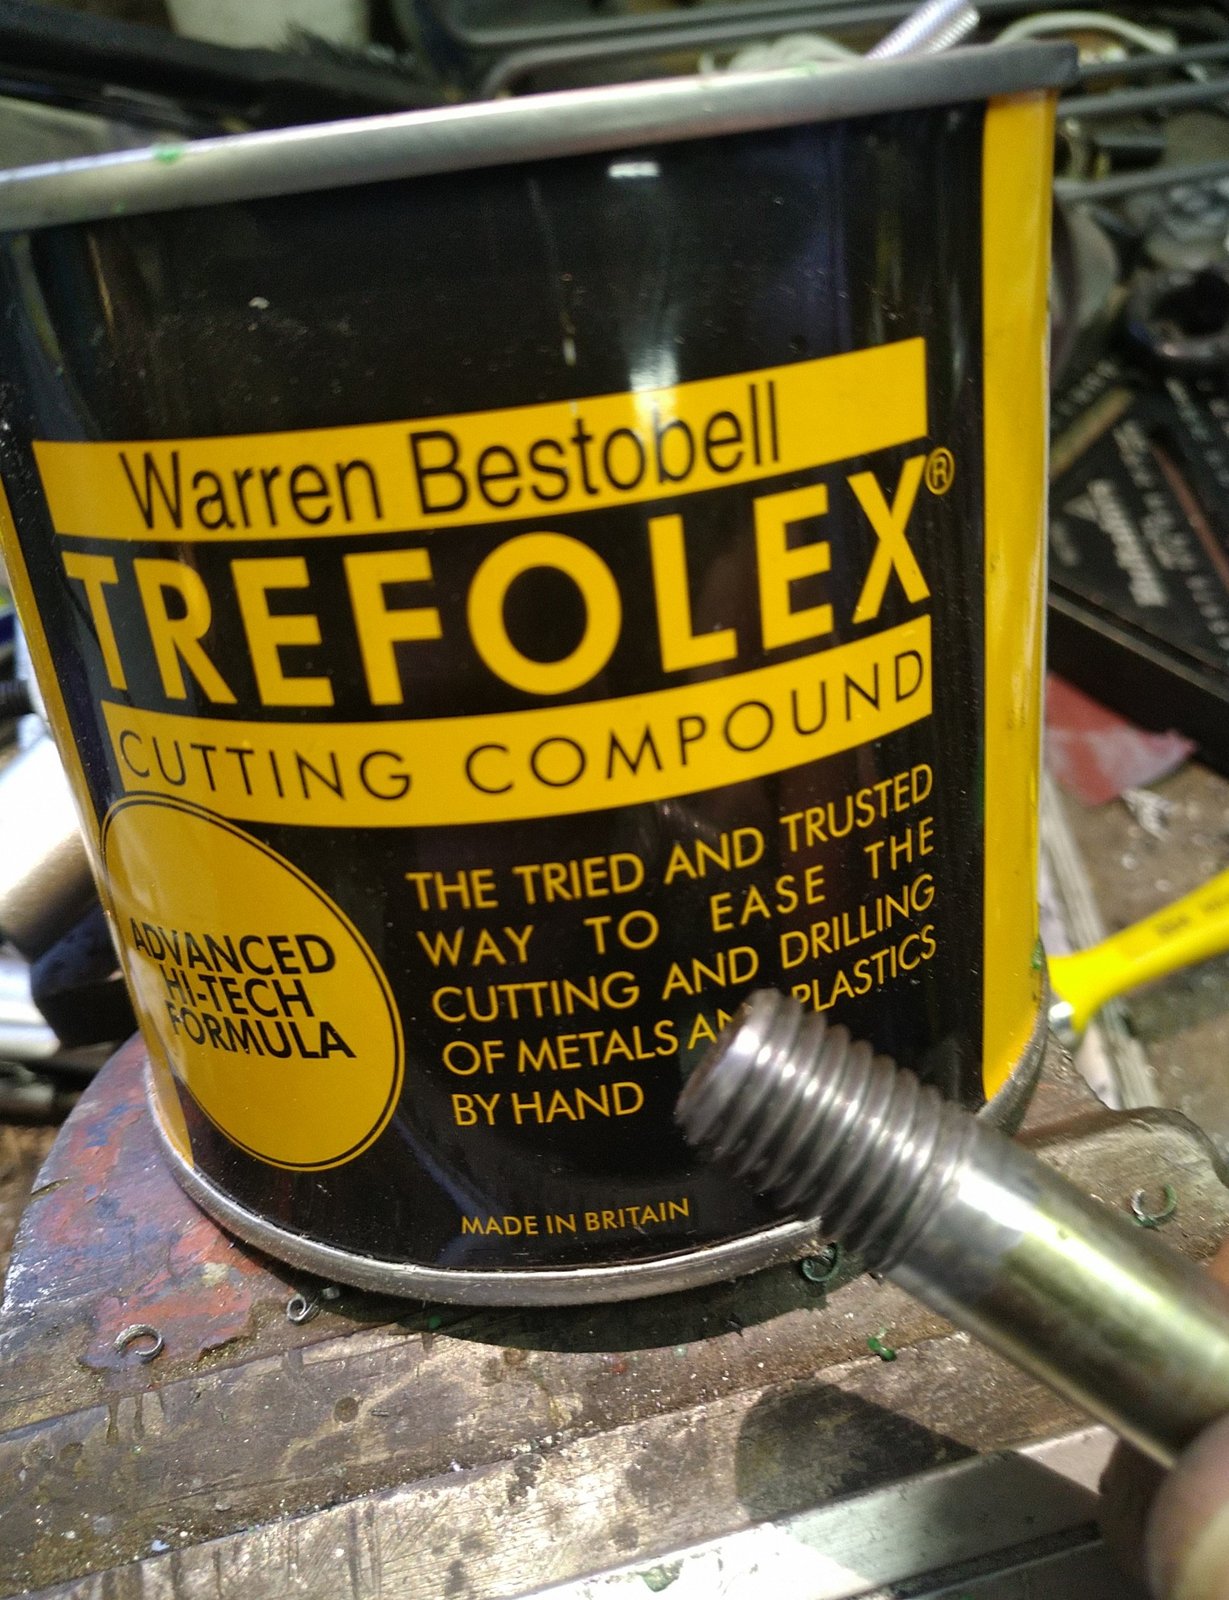 Warren Bestobell
TREFOLEX®
CUTTING COMPOUND
ADVANCED
HI-TECH
FORMULA
THE TRIED AND TRUSTED
WAY TO EASE THE
CUTTING AND DRILLING
OF METALS AND PLASTICS
BY HAND
MADE IN BRITAIN